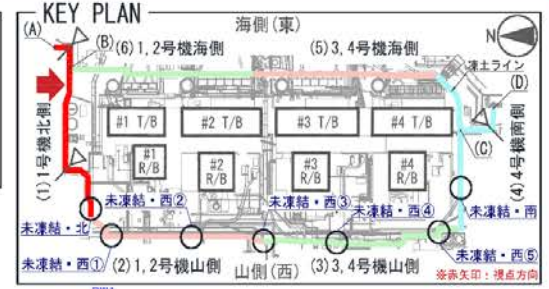 KEY PLAN
海側(東)
(A)
(B)
(6)1,2号機海側
(5)3,4号機海側
N
凍土ライン
(D)
(1)1号機北側
#1 T/B
#2 T/B
#3 T/B
#4 T/B
(C)
(4)4号機南側
#1
R/B
#2
R/B
#3
R/B
#4
R/B
未凍結・北
未凍結・西②
未凍結・西③
未凍結・西④
未凍結・南
未凍結・西①
(2)1,2号機山側
山側(西)
(3)3,4号機山側
未凍結・西⑤
※赤矢印:視点方向